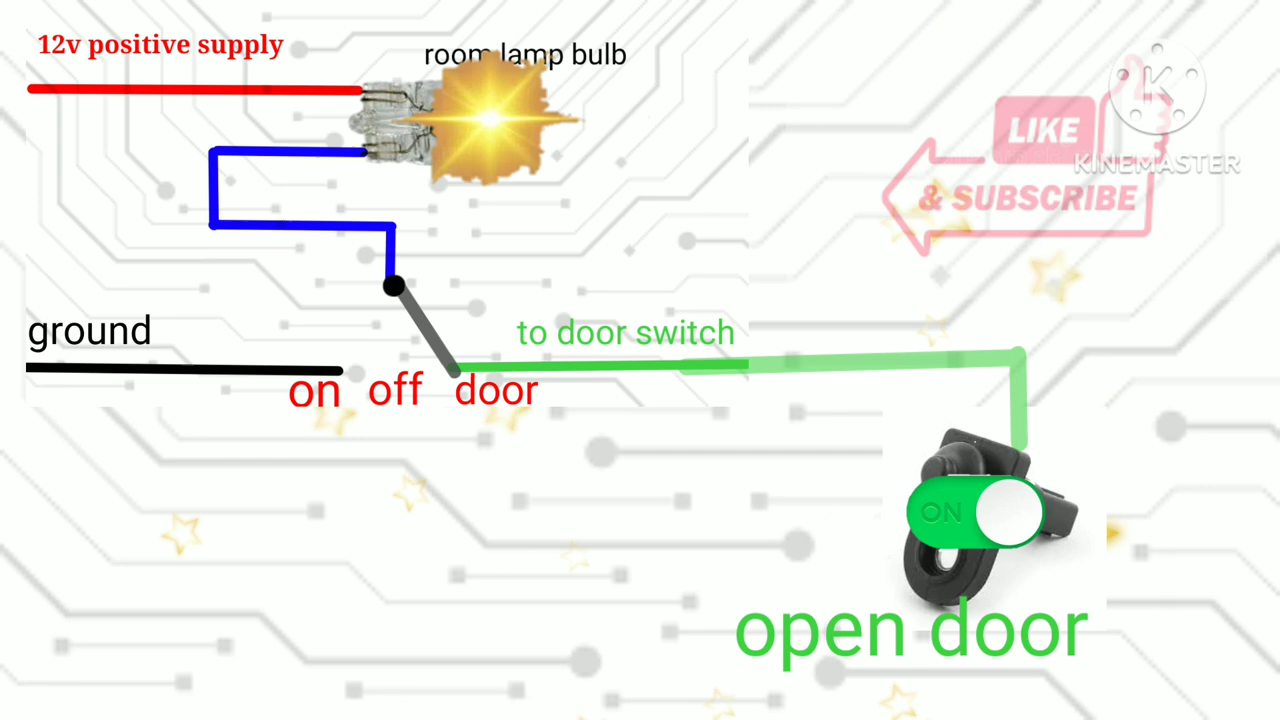 12v positive supply
room lamp bulb
LIKE
& SUBSCRIBE
KINEMASTER
ground
to door switch
on off door
ON
open door